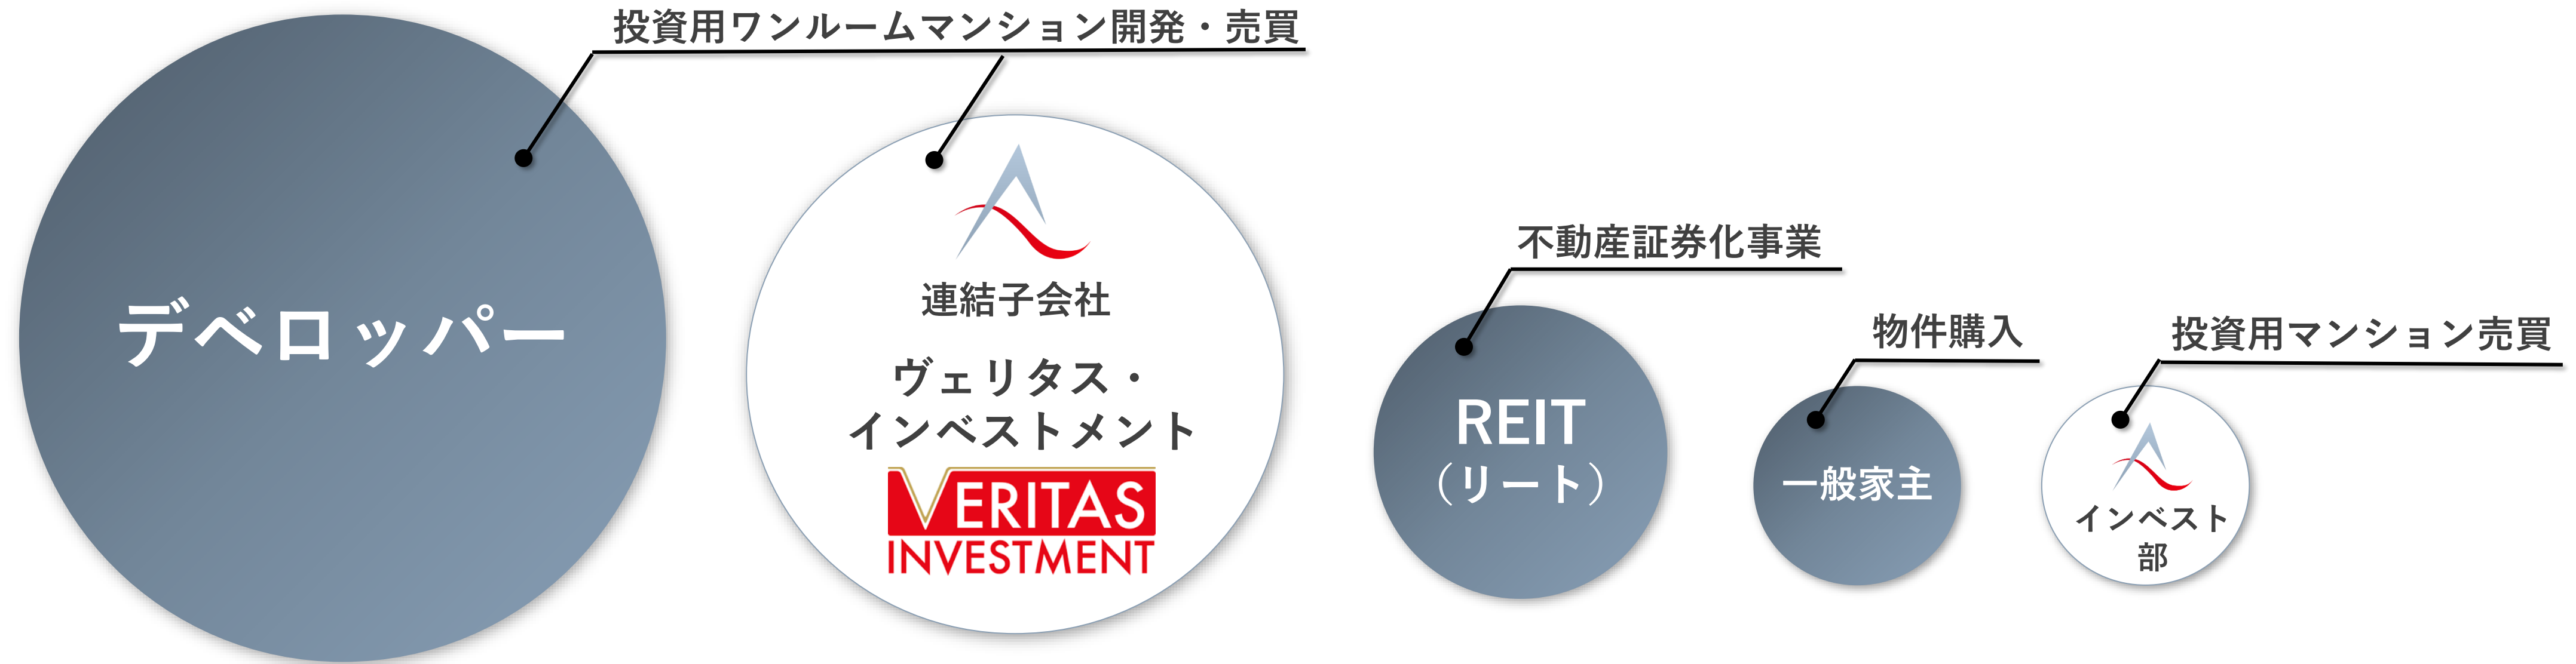 投資用ワンルームマンション開発・売買
デベロッパー
連結子会社
ヴェリタス・
インベストメント
VERITAS
INVESTMENT
不動産証券化事業
REIT
（リート）
物件購入
一般家主
投資用マンション売買
インベスト
部